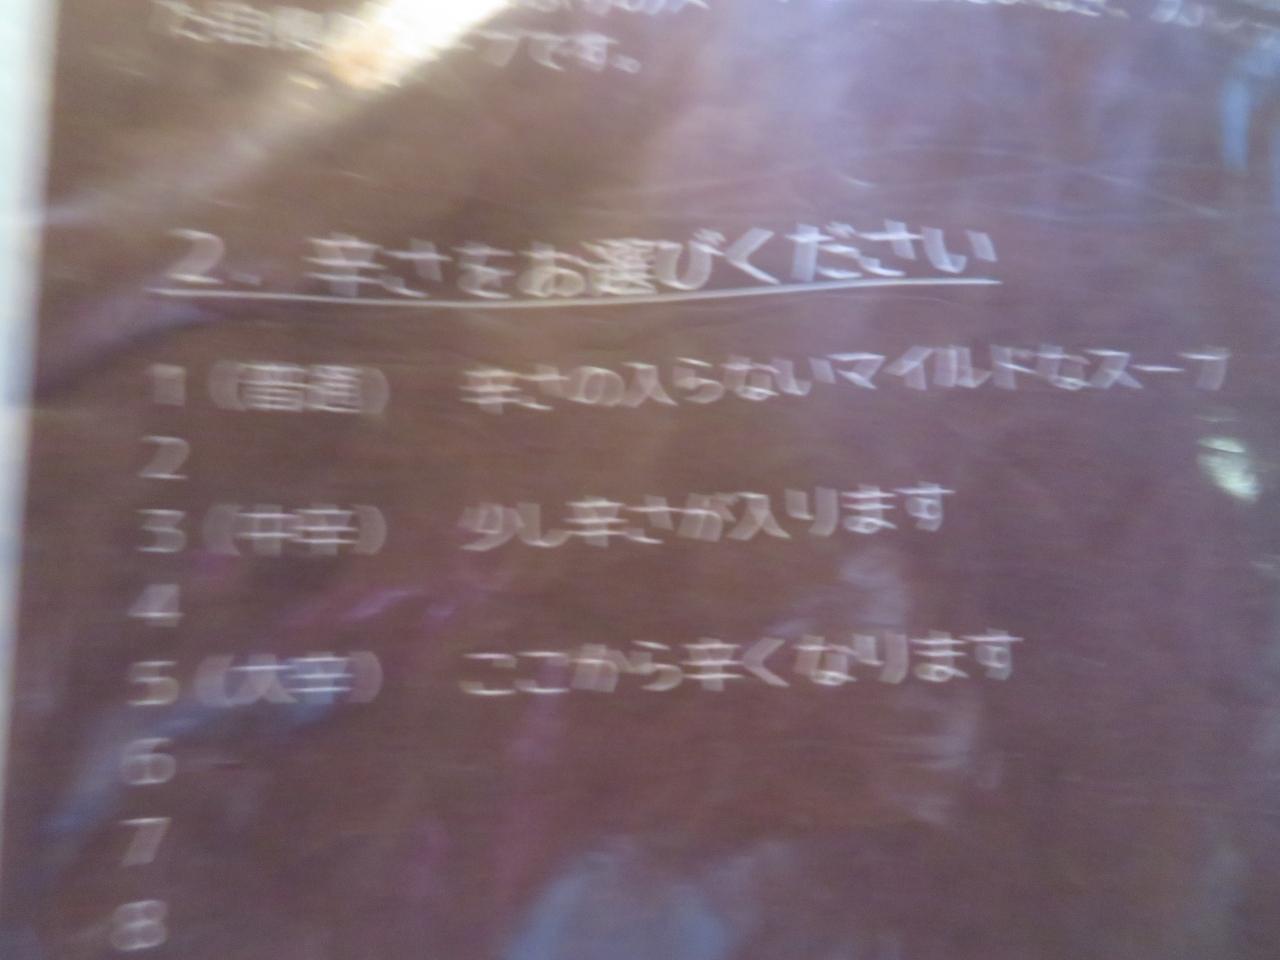 です。
2、辛さをお選びください
1 (普通) 辛さの入らないマイルドなスープ
2
3 (中辛) 少し辛さが入ります
4
5 (大辛) ここから辛くなります
6
7
8